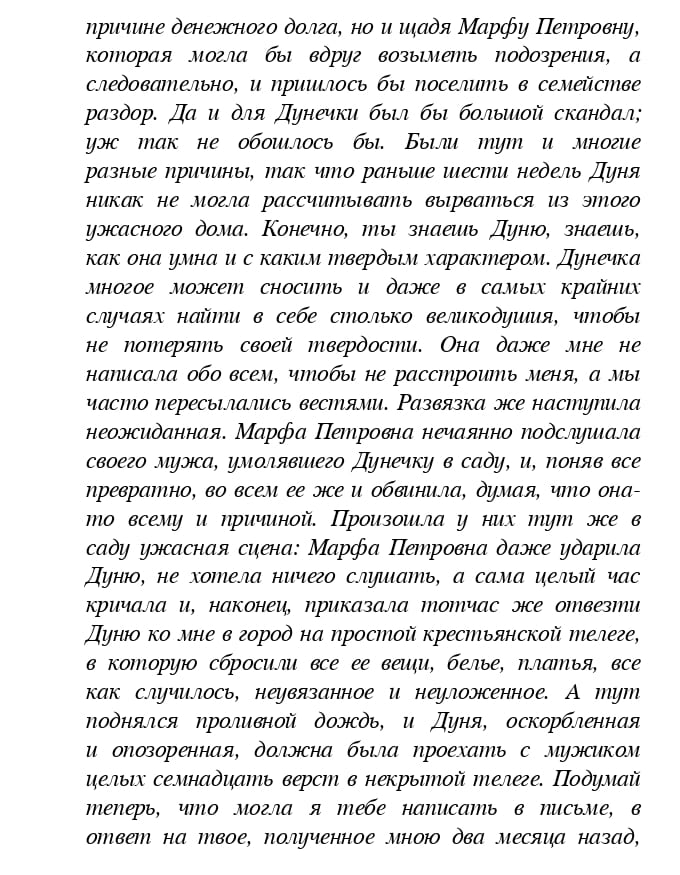 причине денежного долга, но и щадя Марфу Петровну,
которая могла бы вдруг возыметь подозрения, а
следовательно, и пришлось бы поселить в семействе
раздор. Да и для Дунечки был бы большой скандал;
уж так не обошлось бы. Были тут и многие
разные причины, так что раньше шести недель Дуня
никак не могла рассчитывать вырваться из этого
ужасного дома. Конечно, ты знаешь Дуню, знаешь,
как она умна и с каким твердым характером. Дунечка
многое может сносить и даже в самых крайних
случаях найти в себе столько великодушия, чтобы
не потерять своей твердости. Она даже мне не
написала обо всем, чтобы не расстроить меня, а мы
часто пересылались вестями. Развязка же наступила
неожиданная. Марфа Петровна нечаянно подслушала
своего мужа, умолявшего Дунечку в саду, и, поняв все
превратно, во всем ее же и обвинила, думая, что она-
то всему и причиной. Произошла у них тут же в
саду ужасная сцена: Марфа Петровна даже ударила
Дуню, не хотела ничего слушать, а сама целый час
кричала и, наконец, приказала тотчас же отвезти
Дуню ко мне в город на простой крестьянской телеге,
в которую сбросили все ее вещи, белье, платья, все
как случилось, неувязанное и неуложенное. А тут
поднялся проливной дождь, и Дуня, оскорбленная
и опозоренная, должна была проехать с мужиком
целых семнадцать верст в некрытой телеге. Подумай
теперь, что могла я тебе написать в письме, в
ответ на твое, полученное мною два месяца назад,